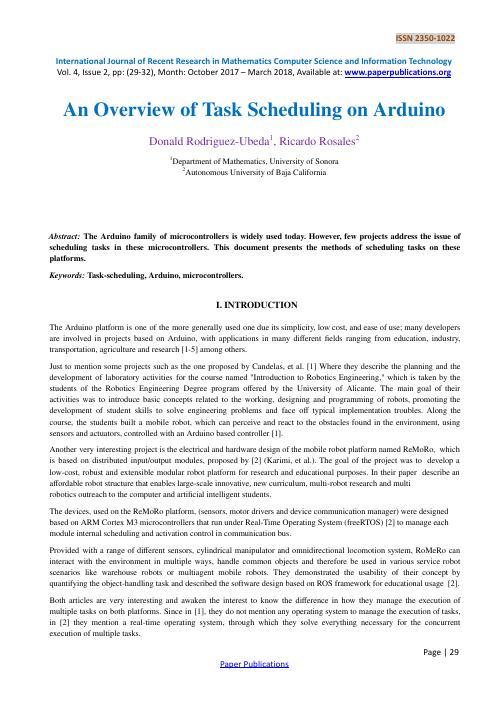 ISSN 2350-1022
International Journal of Recent Research in Mathematics Computer Science and Information Technology
Vol. 4, Issue 2, pp: (29-32), Month: October 2017 – March 2018, Available at: www.paperpublications.org
An Overview of Task Scheduling on Arduino
Donald Rodriguez-Ubeda1, Ricardo Rosales2
1Department of Mathematics, University of Sonora
2Autonomous University of Baja California
Abstract: The Arduino family of microcontrollers is widely used today. However, few projects address the issue of
scheduling tasks in these microcontrollers. This document presents the methods of scheduling tasks on these
platforms.
Keywords: Task-scheduling, Arduino, microcontrollers.
I. INTRODUCTION
The Arduino platform is one of the more generally used one due its simplicity, low cost, and ease of use; many developers
are involved in projects based on Arduino, with applications in many different fields ranging from education, industry,
transportation, agriculture and research [1-5] among others.
Just to mention some projects such as the one proposed by Candelas, et al. [1] Where they describe the planning and the
development of laboratory activities for the course named "Introduction to Robotics Engineering," which is taken by the
students of the Robotics Engineering Degree program offered by the University of Alicante. The main goal of their
activities was to introduce basic concepts related to the working, designing and programming of robots, promoting the
development of student skills to solve engineering problems and face off typical implementation troubles. Along the
course, the students built a mobile robot, which can perceive and react to the obstacles found in the environment, using
sensors and actuators, controlled with an Arduino based controller [1].
Another very interesting project is the electrical and hardware design of the mobile robot platform named ReMoRo, which
is based on distributed input/output modules, proposed by [2] (Karimi, et al.). The goal of the project was to develop a
low-cost, robust and extensible modular robot platform for research and educational purposes. In their paper describe an
affordable robot structure that enables large-scale innovative, new curriculum, multi-robot research and multi
robotics outreach to the computer and artificial intelligent students.
The devices, used on the ReMoRo platform, (sensors, motor drivers and device communication manager) were designed
based on ARM Cortex M3 microcontrollers that run under Real-Time Operating System (freeRTOS) [2] to manage each
module internal scheduling and activation control in communication bus.
Provided with a range of different sensors, cylindrical manipulator and omnidirectional locomotion system, RoMeRo can
interact with the environment in multiple ways, handle common objects and therefore be used in various service robot
scenarios like warehouse robots or multiagent mobile robots. They demonstrated the usability of their concept by
quantifying the object-handling task and described the software design based on ROS framework for educational usage [2].
Both articles are very interesting and awaken the interest to know the difference in how they manage the execution of
multiple tasks on both platforms. Since in [1], they do not mention any operating system to manage the execution of tasks,
in [2] they mention a real-time operating system, through which they solve everything necessary for the concurrent
execution of multiple tasks.
Page | 29
Paper Publications